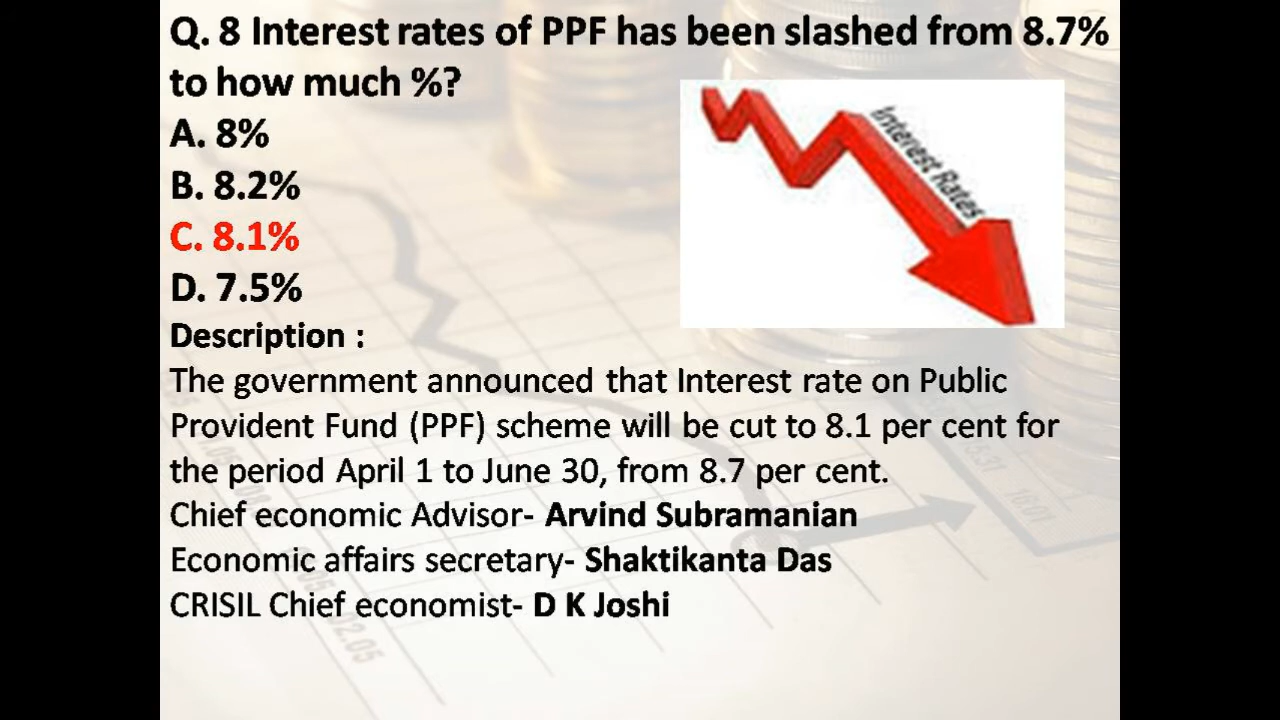 Q. 8 Interest rates of PPF has been slashed from 8.7%
to how much %?
A. 8%
B. 8.2%
C. 8.1%
D. 7.5%
Interest Rates
Description :
The government announced that Interest rate on Public
Provident Fund (PPF) scheme will be cut to 8.1 per cent for
the period April 1 to June 30, from 8.7 per cent.
Chief economic Advisor- Arvind Subramanian
Economic affairs secretary- Shaktikanta Das
CRISIL Chief economist- D K Joshi